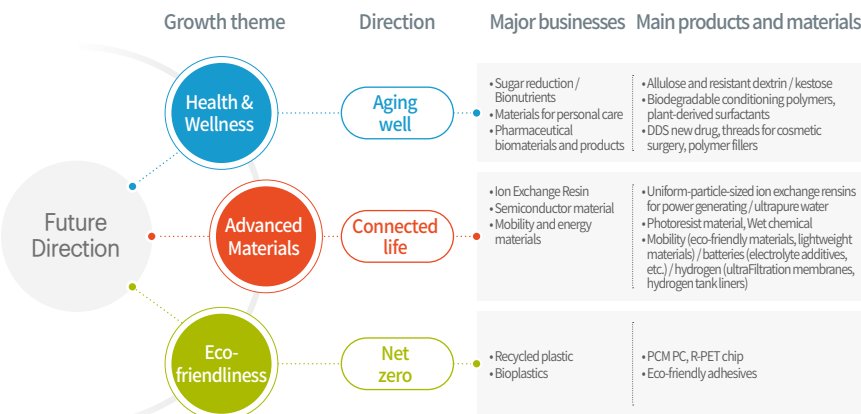 Growth theme
Direction
Major businesses
Main products and materials
Future
Direction
Health &
Wellness
Aging
well
• Sugar reduction /
Bionutrients
• Materials for personal care
• Pharmaceutical
biomaterials and products
• Allulose and resistant dextrin / kestose
• Biodegradable conditioning polymers,
plant-derived surfactants
• DDS new drug, threads for cosmetic
surgery, polymer fillers
Advanced
Materials
Connected
life
• Ion Exchange Resin
• Semiconductor material
• Mobility and energy
materials
• Uniform-particle-sized ion exchange rensins
for power generating / ultrapure water
• Photoresist material, Wet chemical
• Mobility (eco-friendly materials, lightweight
materials) / batteries (electrolyte additives,
etc.) / hydrogen (ultraFiltration membranes,
hydrogen tank liners)
Eco-
friendliness
Net
zero
• Recycled plastic
• Bioplastics
• PCM PC, R-PET chip
• Eco-friendly adhesives